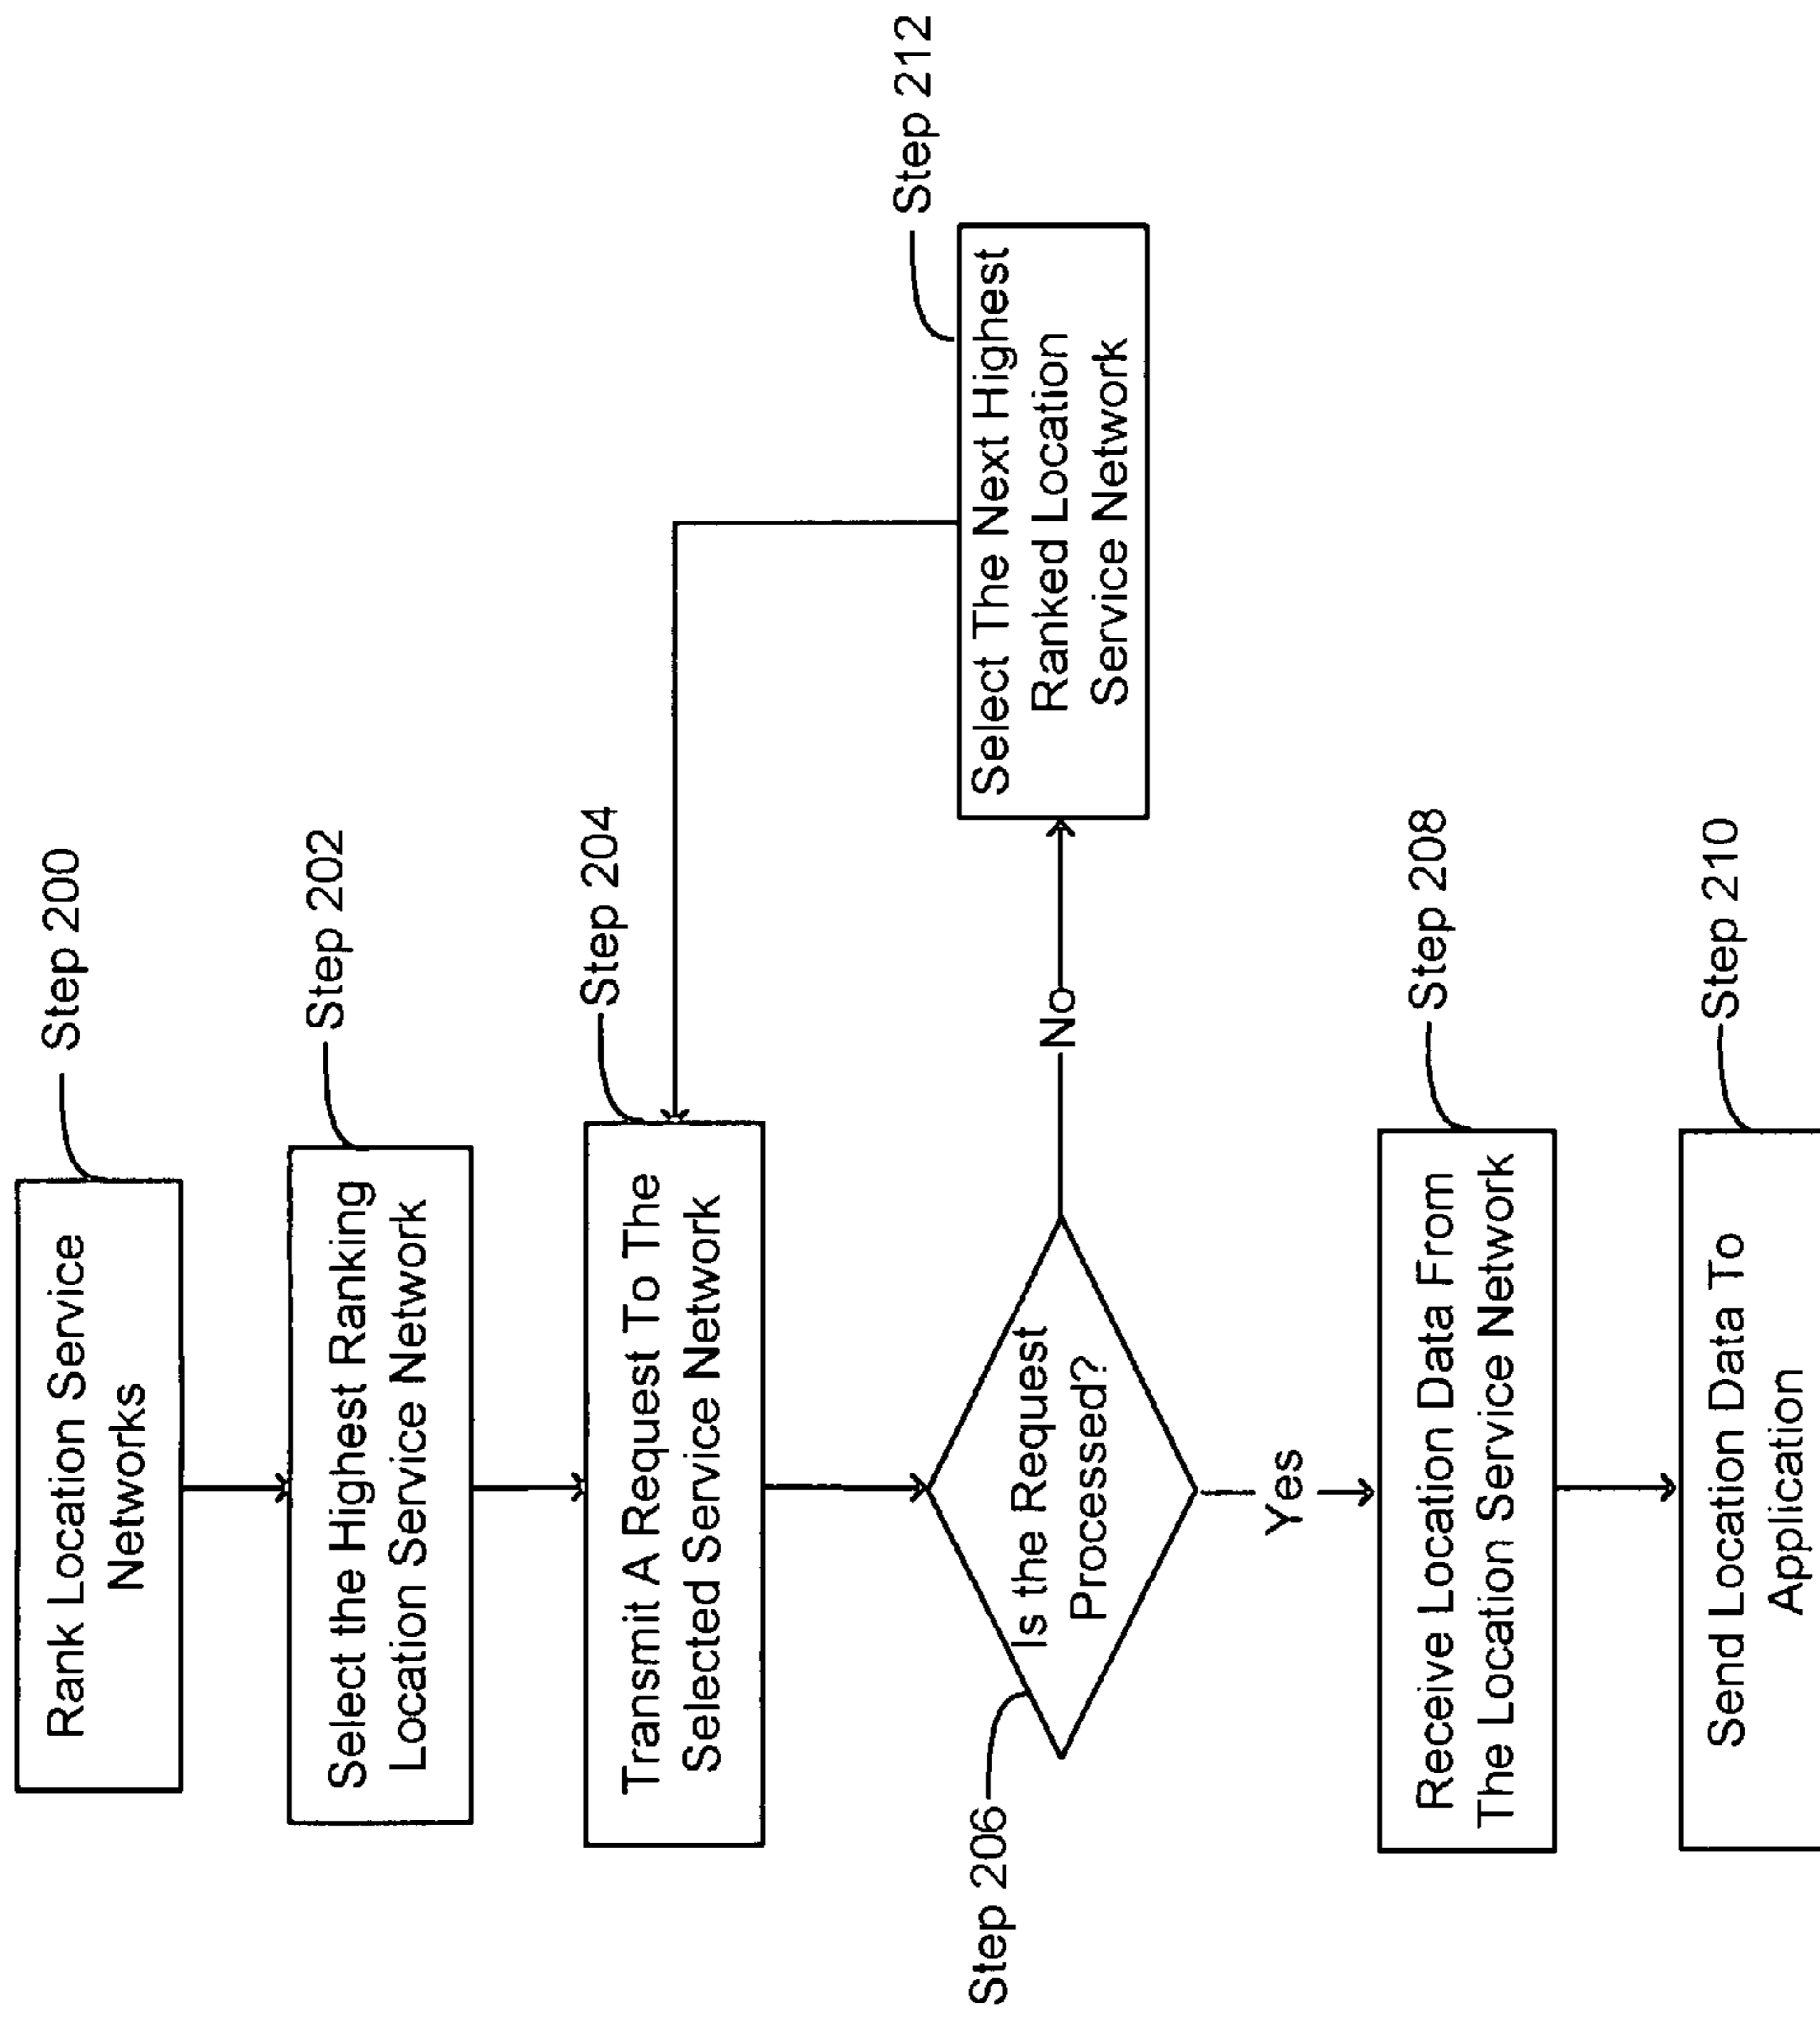 Step 200
Rank Location Service
Networks
Step 202
Select the Highest Ranking
Location Service Network
Step 204
Transmit A Request To The
Selected Service Network
Step 206
Is the Request
Processed?
No
Step 212
Select The Next Highest
Ranked Location
Service Network
Yes
Step 208
Receive Location Data From
The Location Service Network
Step 210
Send Location Data To
Application